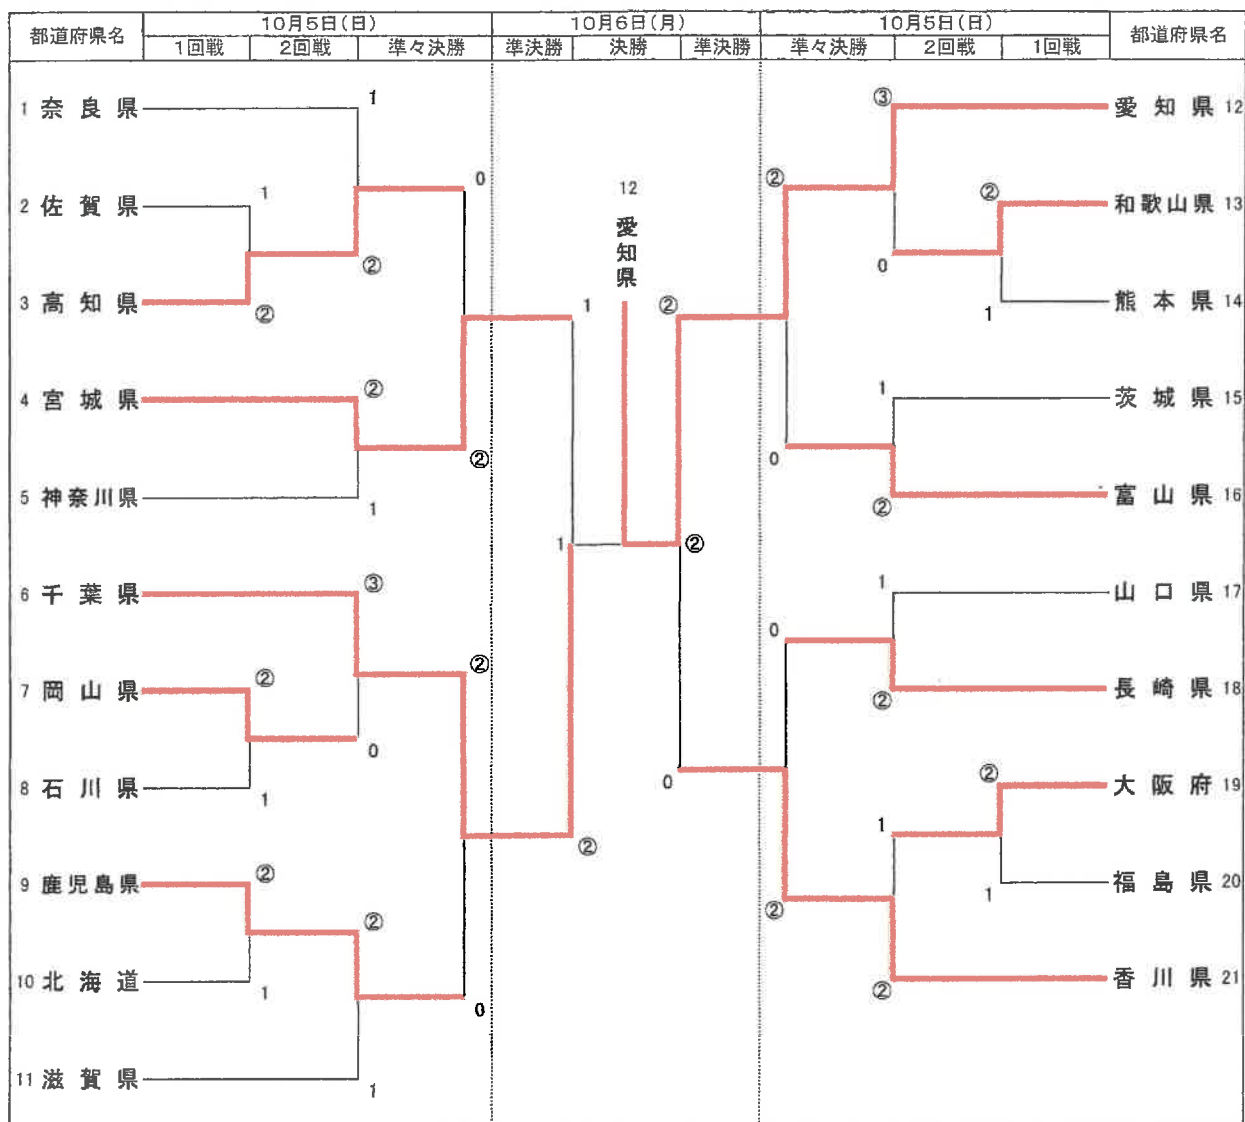 都道府県名 10月5日(日) 10月6日(月) 10月5日(日) 都道府県名
1回戦 2回戦 準々決勝 準決勝 決勝 準決勝 準々決勝 2回戦 1回戦
1 奈良県 1
2 佐賀県 1 0
3 高知県 ② ②
4 宮城県 ② ②
5 神奈川県 1
1
6 千葉県 ③
7 岡山県 ② ②
8 石川県 1 0
②
9 鹿児島県 ② ②
10 北海道 1 0
11 滋賀県 1
12
愛知県
1 ②
1 ②
0
③ 愛知県 12
② ② 和歌山県 13
0 1 熊本県 14
1 茨城県 15
0 ② 富山県 16
1 山口県 17
0 ② 長崎県 18
② 大阪府 19
1 1 福島県 20
② ② 香川県 21